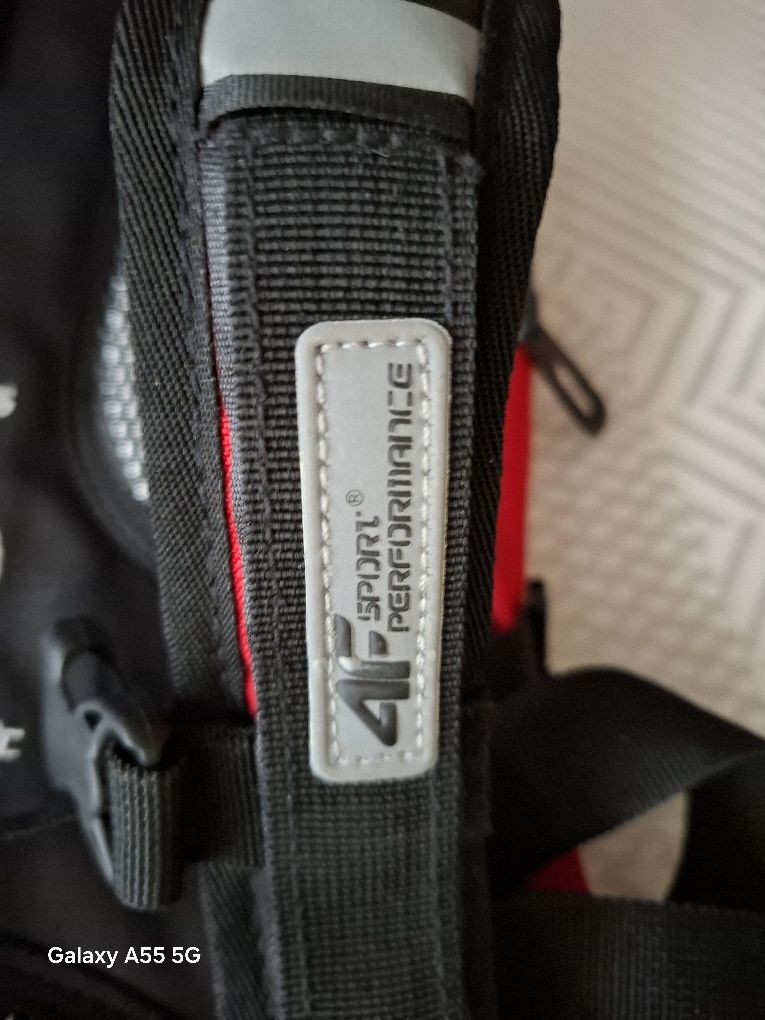 4F
SPORT®
PERFORMANCE
Galaxy A55 5G